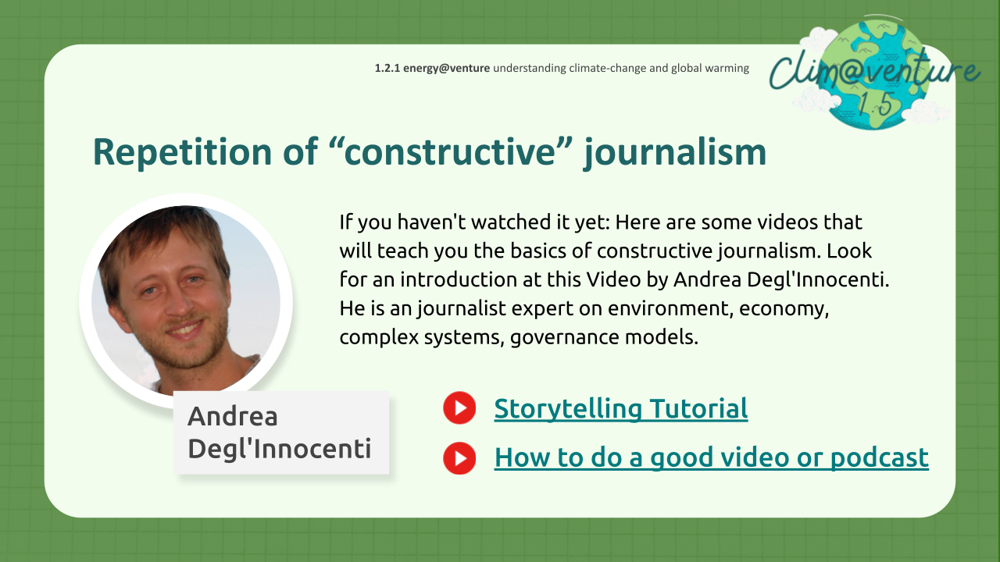 1.2.1 energy@venture understanding climate-change and global warming
Clim@venture
1.5
Repetition of “constructive” journalism
If you haven't watched it yet: Here are some videos that
will teach you the basics of constructive journalism. Look
for an introduction at this Video by Andrea Degl'Innocenti.
He is an journalist expert on environment, economy,
complex systems, governance models.
Andrea
Degl'Innocenti
Storytelling Tutorial
How to do a good video or podcast